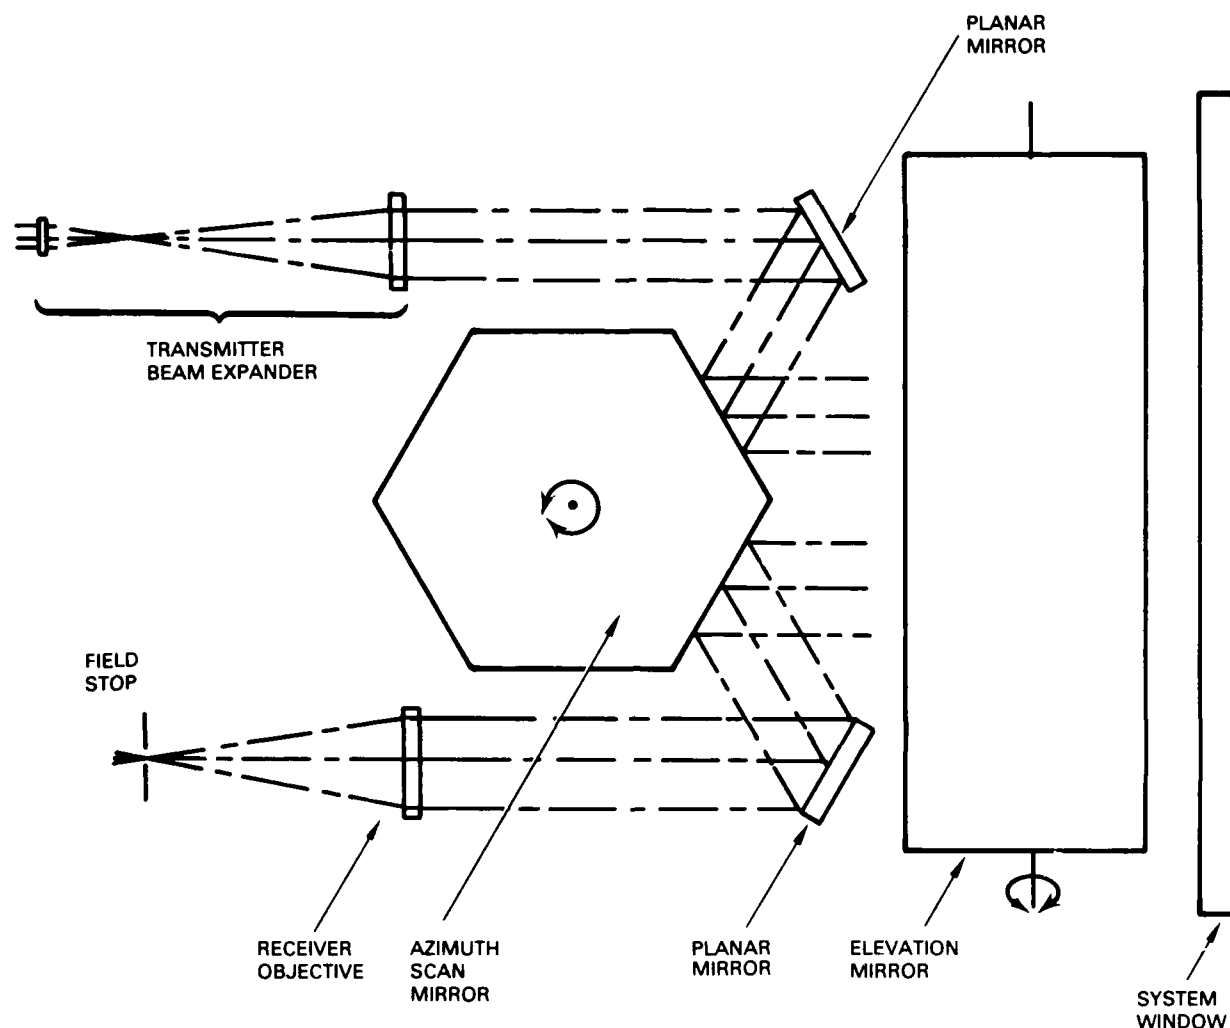 PLANAR
MIRROR
TRANSMITTER
BEAM EXPANDER
FIELD
STOP
RECEIVER
OBJECTIVE
AZIMUTH
SCAN
MIRROR
PLANAR
MIRROR
ELEVATION
MIRROR
SYSTEM
WINDOW